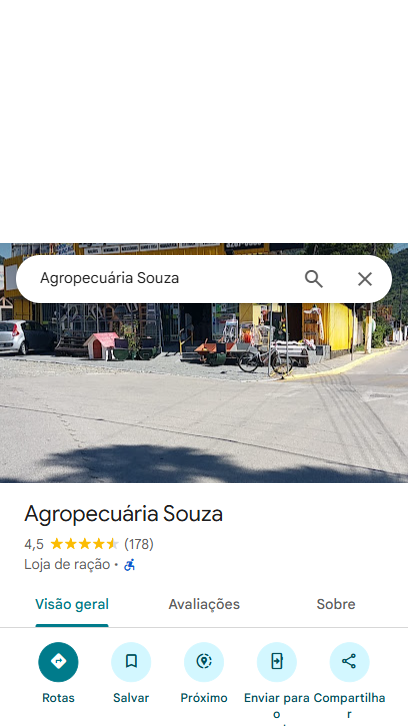 Agropecuária Souza
Agropecuária Souza
4,5 (178)
Loja de ração •
Visão geral Avaliações Sobre
Rotas Salvar Próximo Enviar para Compartilha
o r